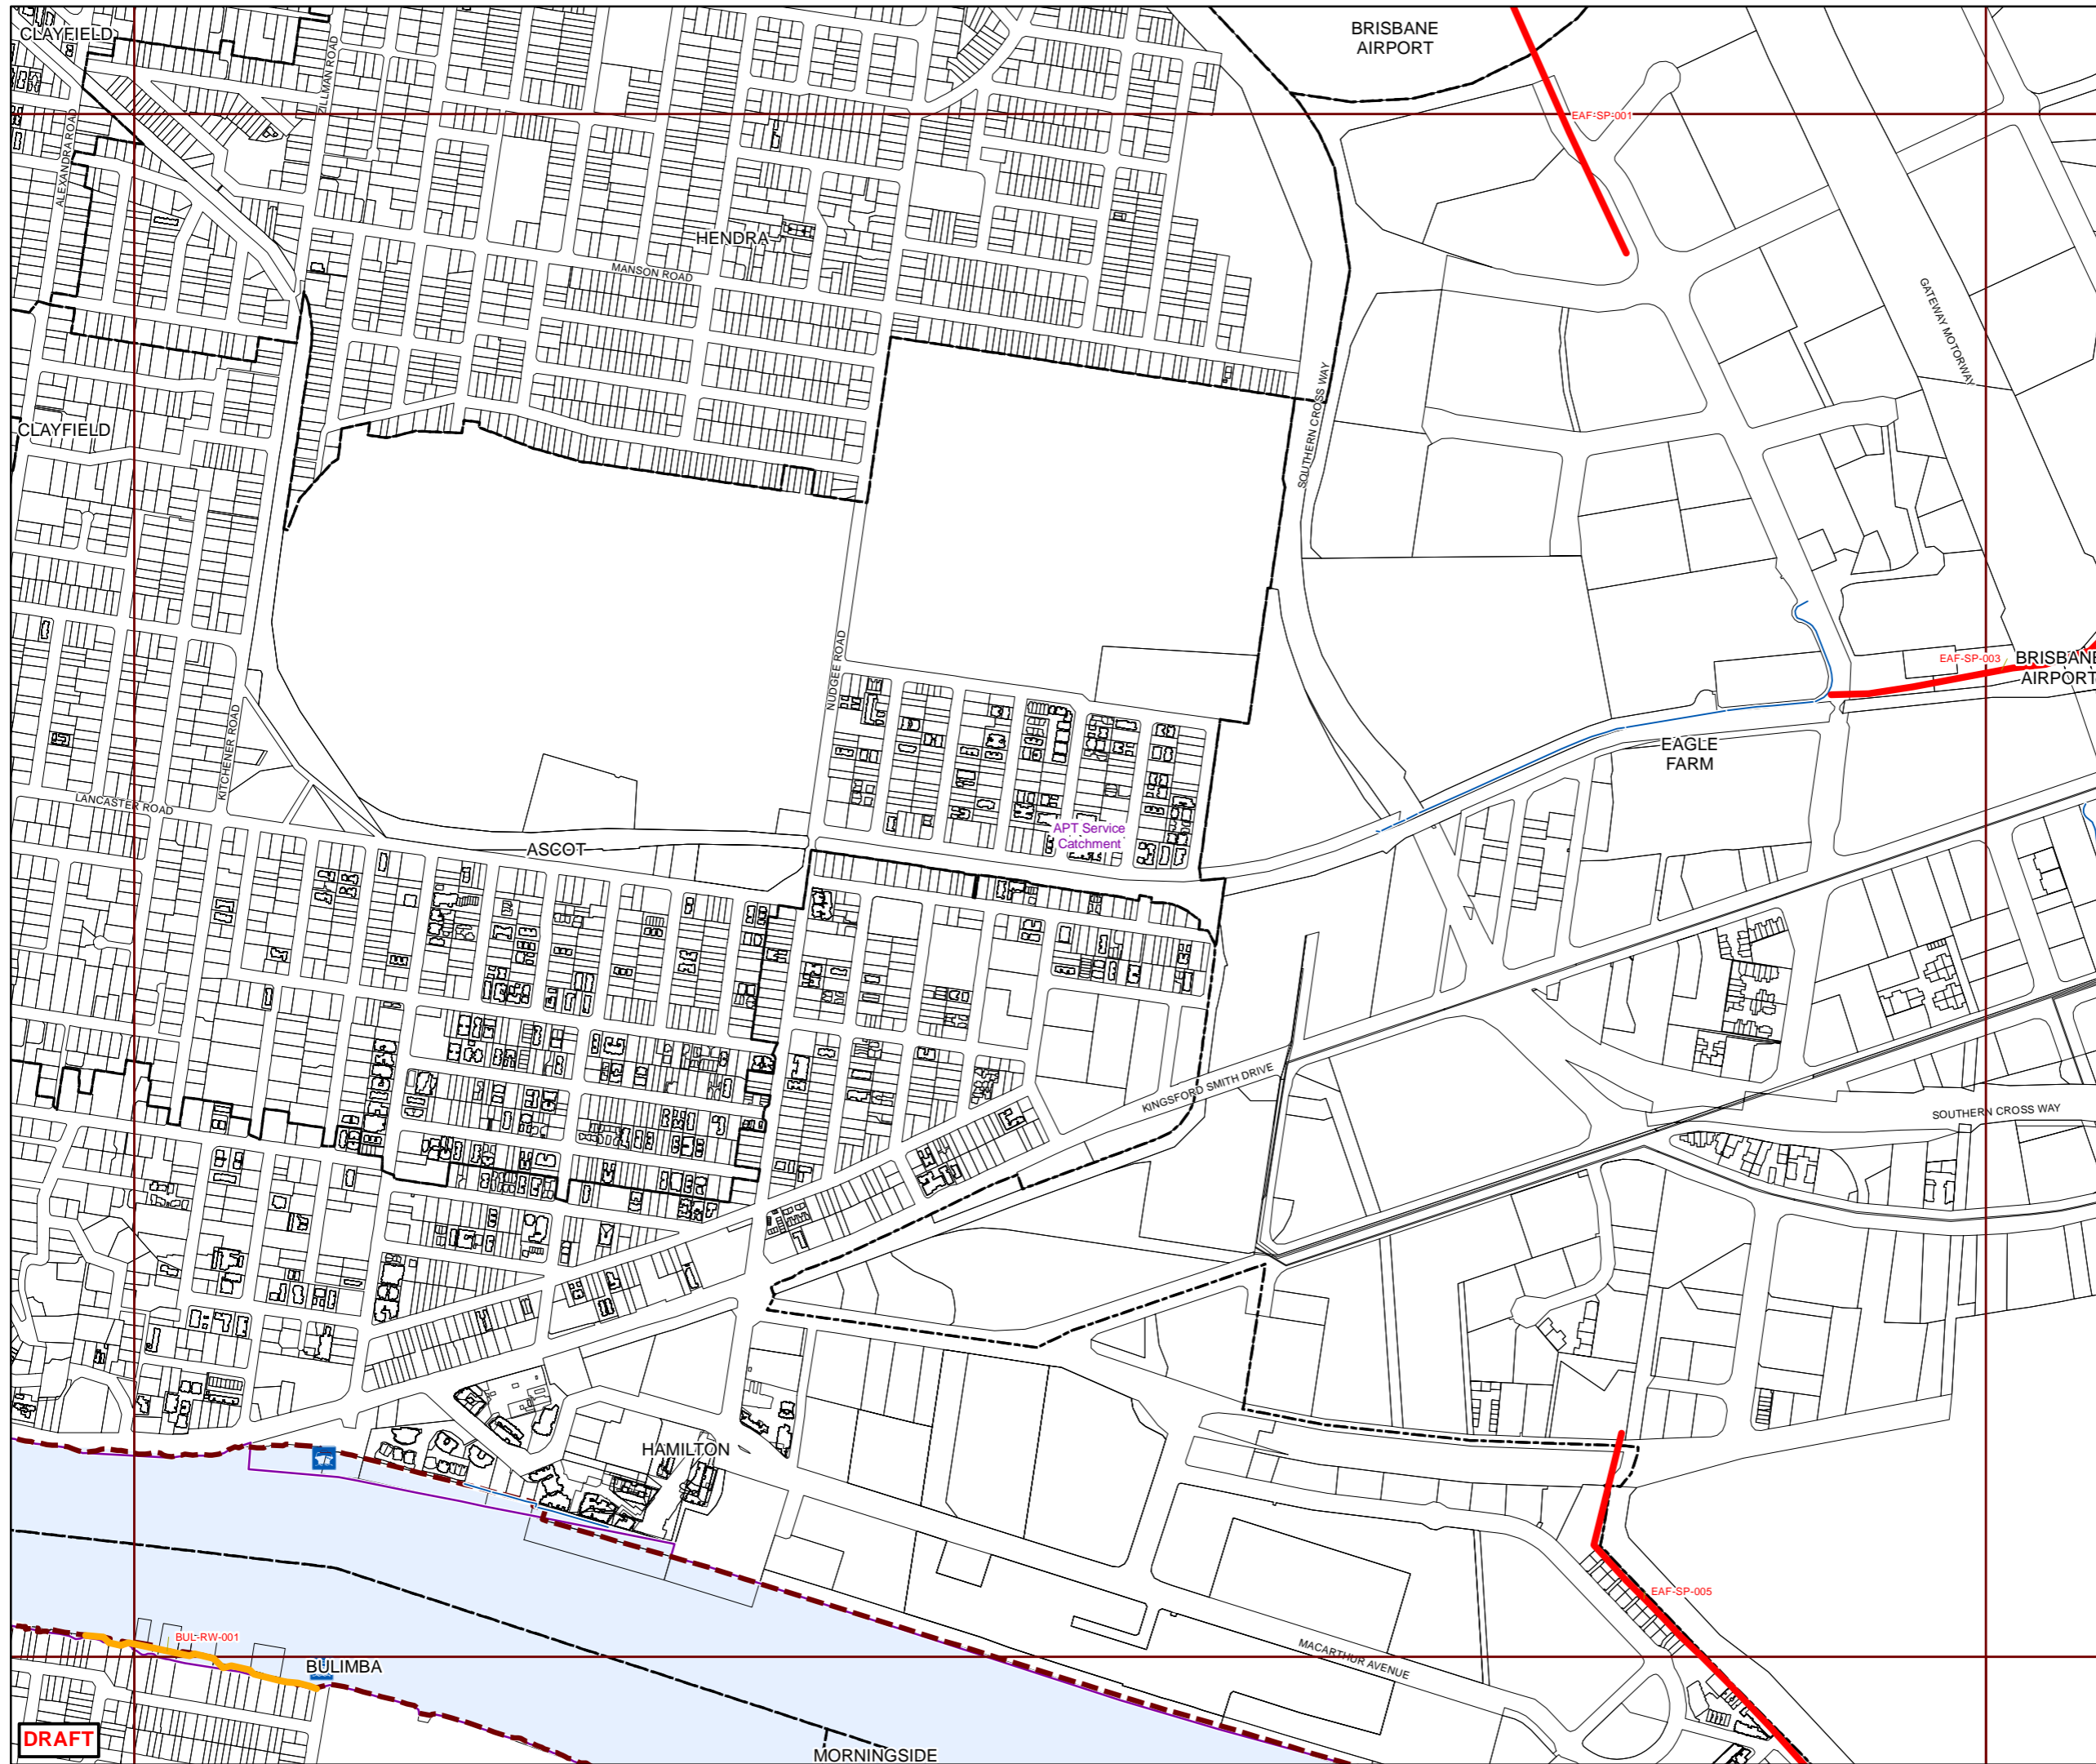 CLAYFIELD
BRISBANE
AIRPORT
ZILLMAN ROAD
EAF-SP-001
ALEXANDRA ROAD
HENDRA
MANSON ROAD
GATEWAY MOTORWAY
SOUTHERN CROSS WAY
CLAYFIELD
NUDGEE ROAD
EAF-SP-003
BRISBANE
AIRPORT
KITCHENER ROAD
EAGLE
FARM
LANCASTER ROAD
APT Service
Catchment
ASCOT
KINGSFORD SMITH DRIVE
SOUTHERN CROSS WAY
HAMILTON
EAF-SP-005
BUL-RW-001
MACARTHUR AVENUE
BULIMBA
DRAFT
MORNINGSIDE